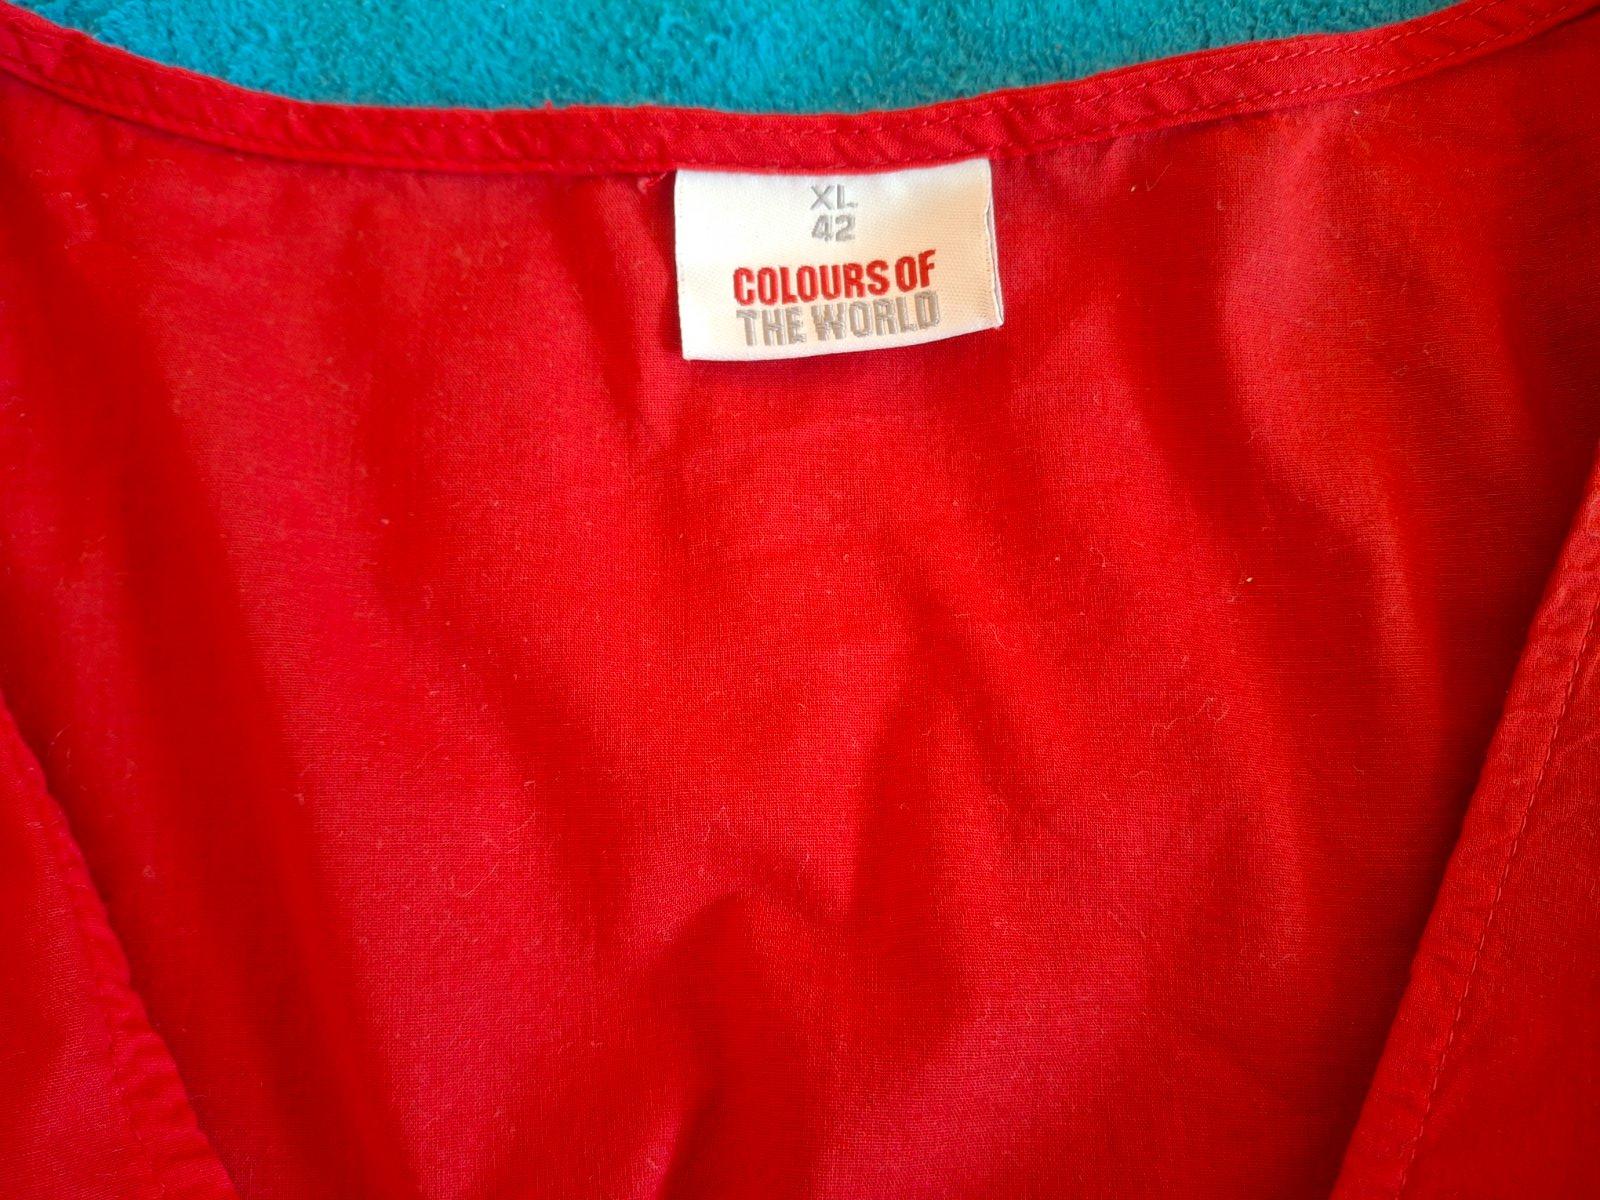 XL
42
COLOURS OF
THE WORLD